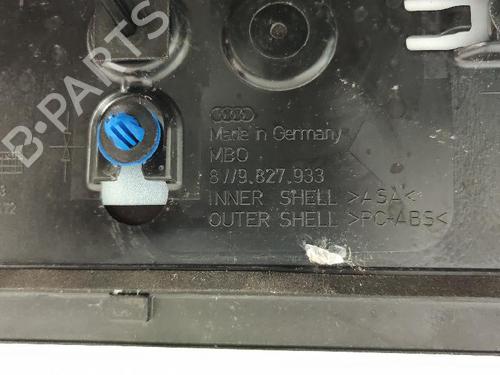 B-PARTS
Made in Germany
MBO
8W9.827.933
INNER SHELL >ASA<
OUTER SHELL >PC-ABS<